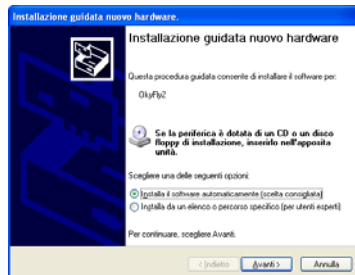 Installazione guidata nuovo hardware.
Installazione guidata nuovo hardware
Questa procedura guidata consente di installare il software per:
OkyFly2
Se la periferica è dotata di un CD o un disco
floppy di installazione, inserirlo nell'apposita
unità.
Scegliere una delle seguenti opzioni:
Installa il software automaticamente (scelta consigliata)
Installa da un elenco o percorso specifico (per utenti esperti)
Per continuare, scegliere Avanti.
< Indietro Avanti > Annulla